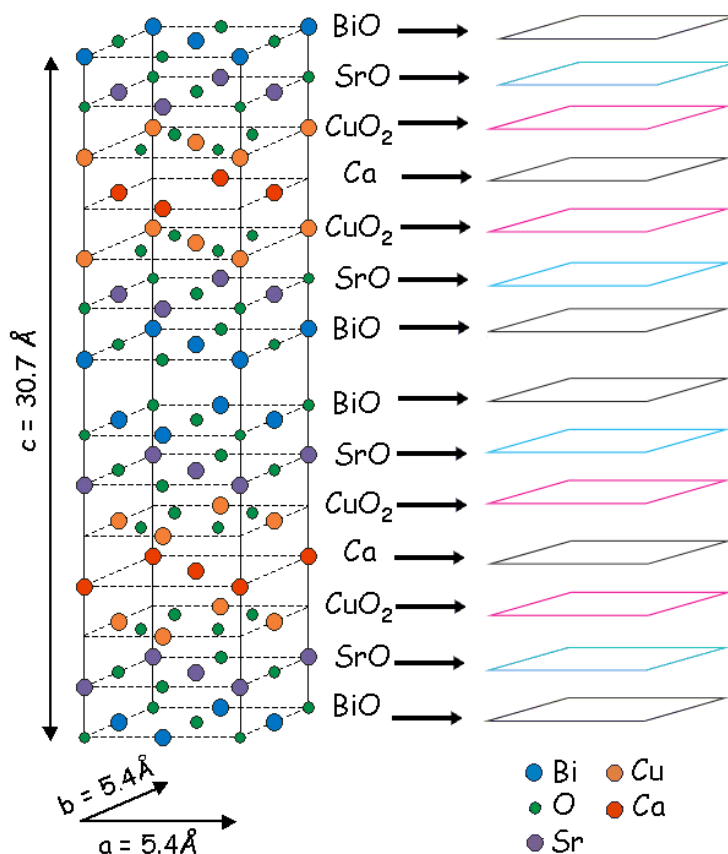 BiO
SrO
CuO₂
Ca
CuO₂
SrO
BiO
BiO
SrO
CuO₂
Ca
CuO₂
SrO
BiO
c = 30.7 Å
b = 5.4Å
a = 5.4Å
Bi
Cu
O
Ca
Sr